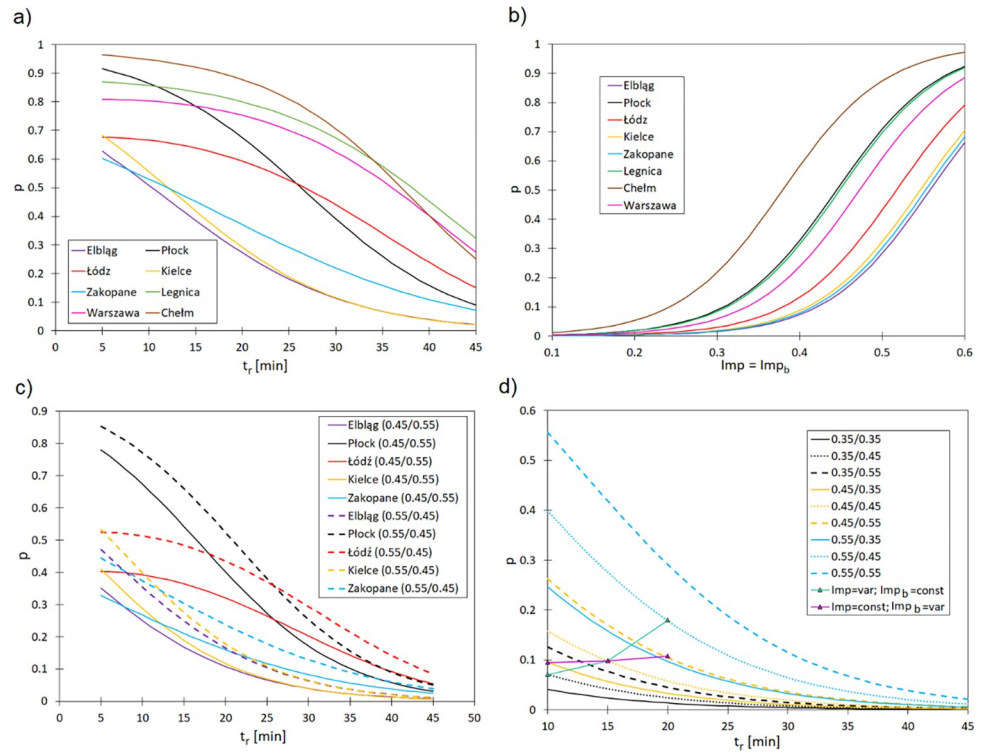 a)
1
0.9
0.8
0.7
0.6
0.5
0.4
0.3
0.2
0.1
0
p
Elbląg
Płock
Łódz
Kielce
Zakopane
Legnica
Warszawa
Chełm
0 5 10 15 20 25 30 35 40 45
tr [min]
b)
1
0.9
0.8
0.7
0.6
0.5
0.4
0.3
0.2
0.1
0
p
Elbląg
Płock
Łódz
Kielce
Zakopane
Legnica
Chełm
Warszawa
0.1 0.2 0.3 0.4 0.5 0.6
Imp = Impb
c)
0.9
0.8
0.7
0.6
0.5
0.4
0.3
0.2
0.1
0
p
Elbląg (0.45/0.55)
Płock (0.45/0.55)
Łódź (0.45/0.55)
Kielce (0.45/0.55)
Zakopane (0.45/0.55)
Elbląg (0.55/0.45)
Płock (0.55/0.45)
Łódź (0.55/0.45)
Kielce (0.55/0.45)
Zakopane (0.55/0.45)
0 5 10 15 20 25 30 35 40 45 50
tr [min]
d)
0.6
0.5
0.4
0.3
0.2
0.1
0
p
0.35/0.35
0.35/0.45
0.35/0.55
0.45/0.35
0.45/0.45
0.45/0.55
0.55/0.35
0.55/0.45
0.55/0.55
Imp=var; Impb=const
Imp=const; Impb=var
10 15 20 25 30 35 40 45
tr [min]